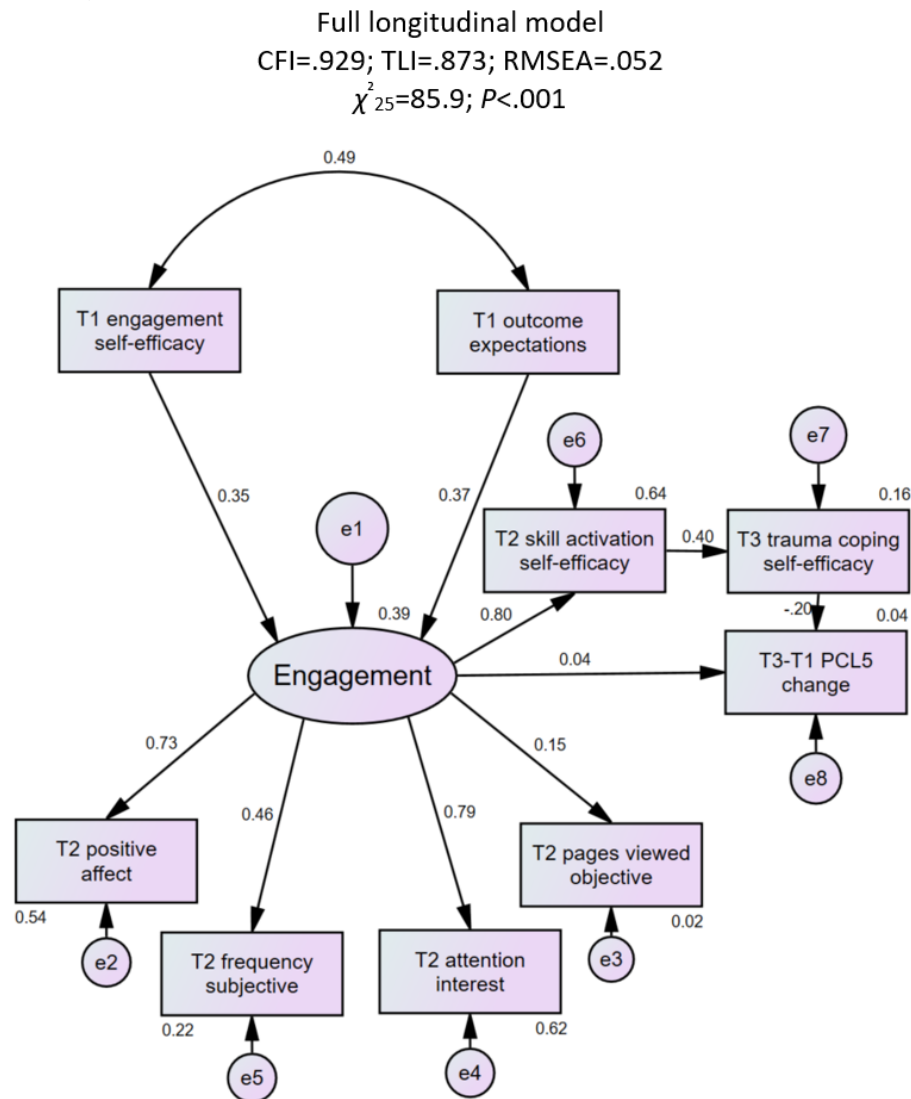 Full longitudinal model
CFI=.929; TLI=.873; RMSEA=.052
χ²₂₅=85.9; P<.001
0.49
T1 engagement
self-efficacy
T1 outcome
expectations
e6
e7
0.35
0.37
e1
0.64
0.16
T2 skill activation
self-efficacy
0.40
T3 trauma coping
self-efficacy
0.39
0.80
-.20
0.04
Engagement
0.04
T3-T1 PCL5
change
0.73
0.15
e8
0.46
0.79
T2 positive
affect
T2 pages viewed
objective
0.54
0.02
e2
T2 frequency
subjective
T2 attention
interest
e3
0.22
0.62
e5
e4